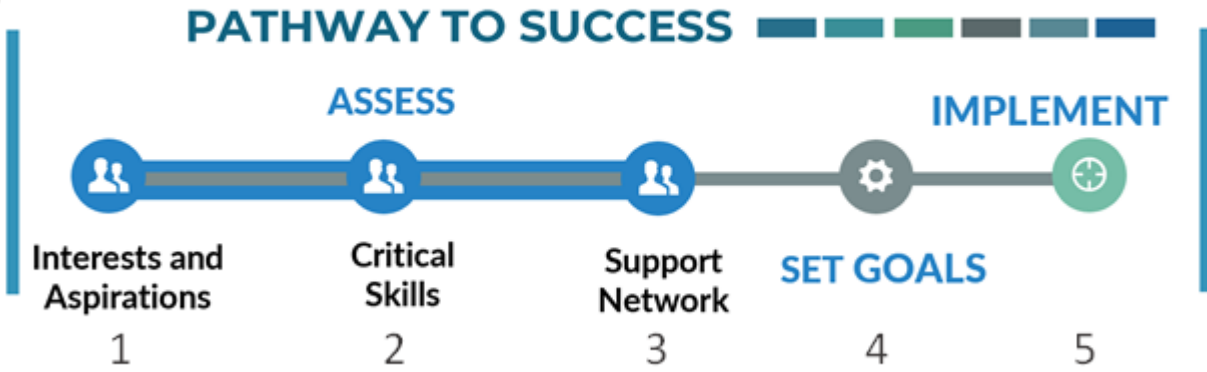 PATHWAY TO SUCCESS
ASSESS
IMPLEMENT
Interests and
Aspirations
Critical
Skills
Support
Network
SET GOALS
1 2 3 4 5